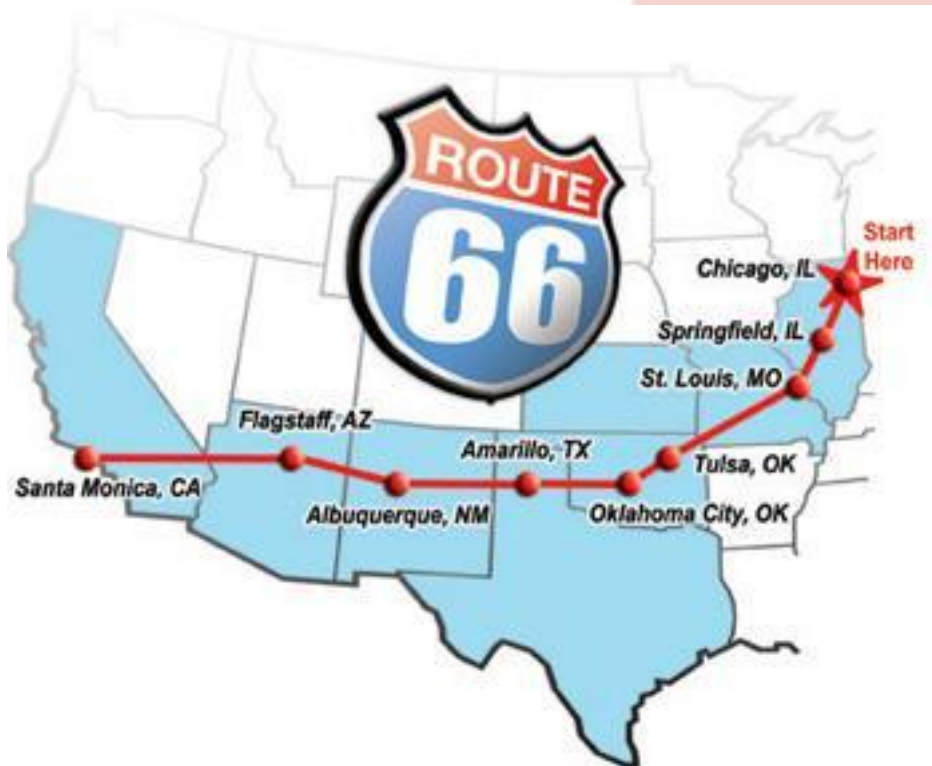 ROUTE
66
Start
Here
Chicago, IL
Springfield, IL
St. Louis, MO
Flagstaff, AZ
Amarillo, TX
Tulsa, OK
Santa Monica, CA
Albuquerque, NM
Oklahoma City, OK